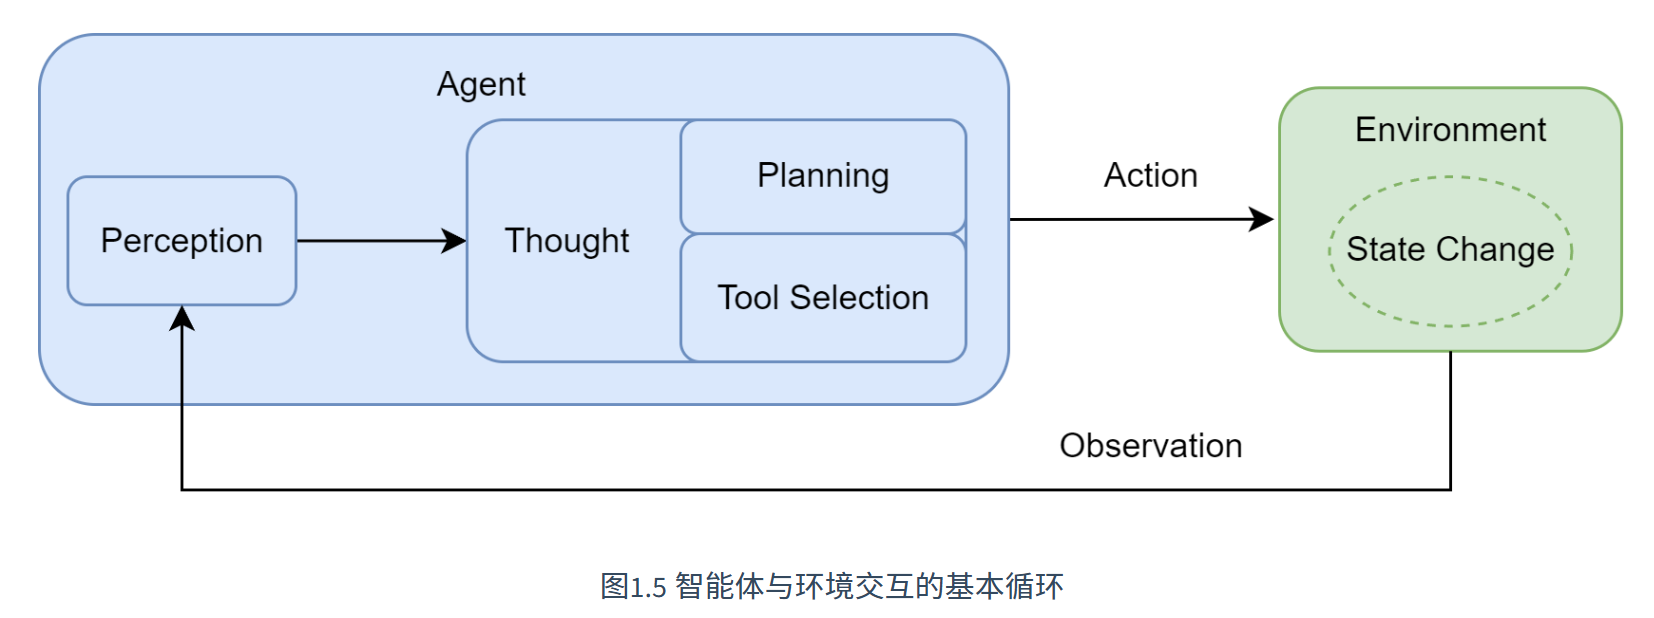 Agent
Perception
Thought
Planning
Tool Selection
Action
Environment
State Change
Observation
图1.5 智能体与环境交互的基本循环